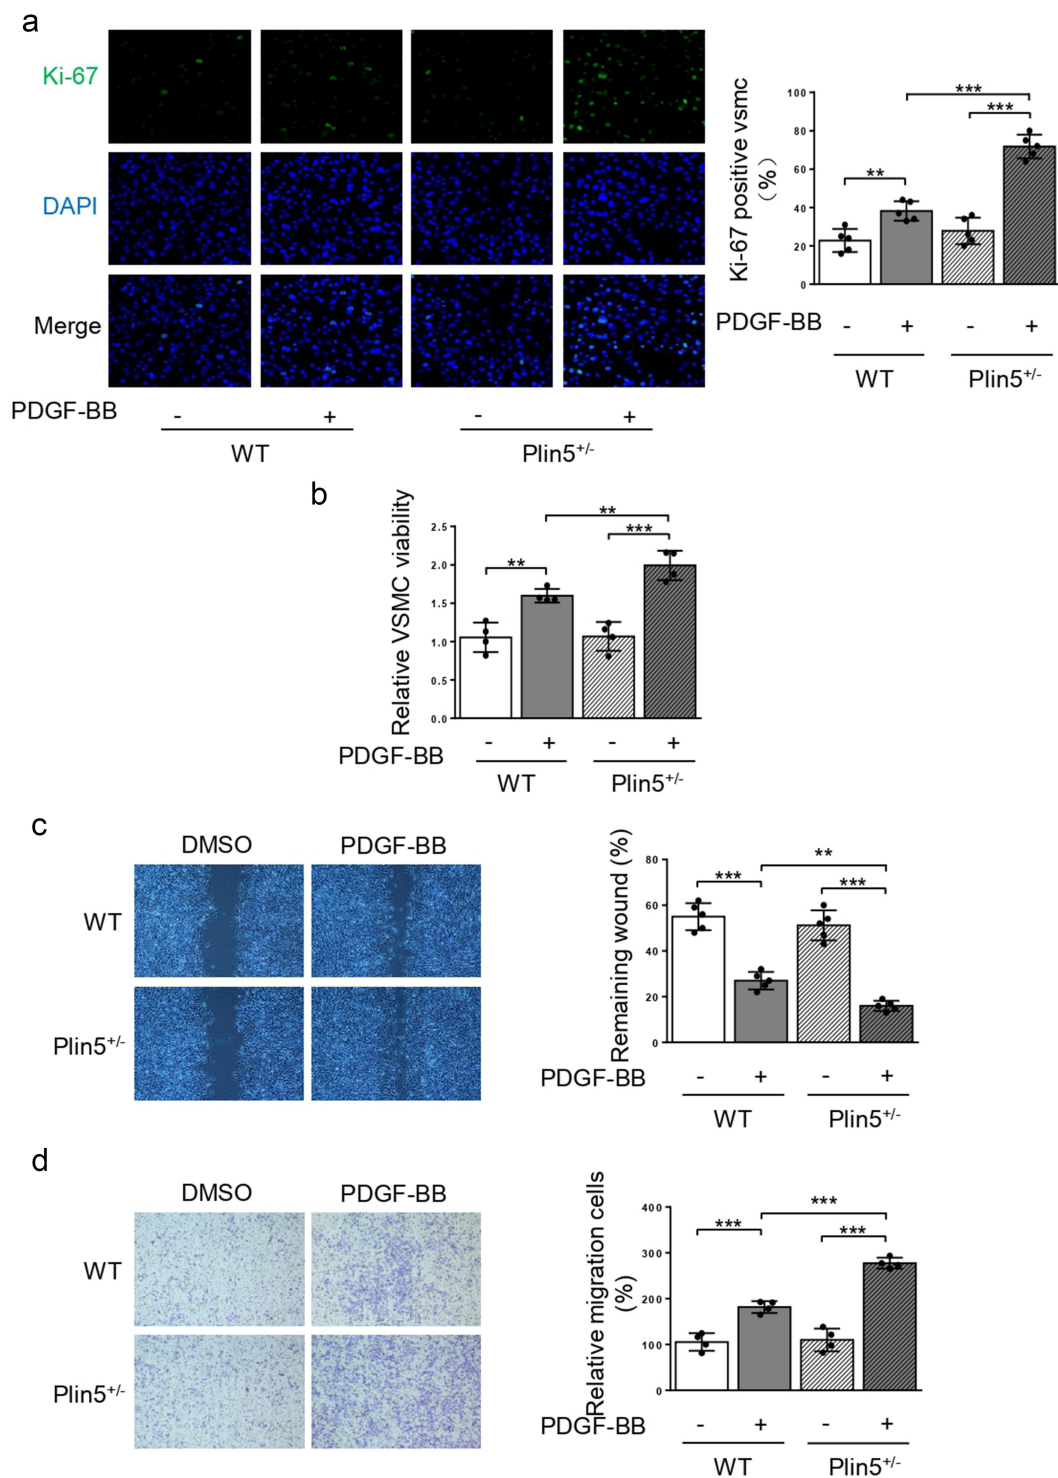 a
Ki-67
DAPI
Merge
PDGF-BB - + - +
WT Plin5+/-
Ki-67 positive vsmc
(%)
100
80
60
40
20
0
***
***
**
PDGF-BB - + - +
WT Plin5+/-
b
Relative VSMC viability
2.5
2.0
1.5
1.0
0.5
0.0
**
***
**
PDGF-BB - + - +
WT Plin5+/-
c
DMSO PDGF-BB
WT
Plin5+/-
Remaining wound (%)
80
60
40
20
0
**
***
***
PDGF-BB - + - +
WT Plin5+/-
d
DMSO PDGF-BB
WT
Plin5+/-
Relative migration cells
(%)
400
300
200
100
0
***
***
***
PDGF-BB - + - +
WT Plin5+/-